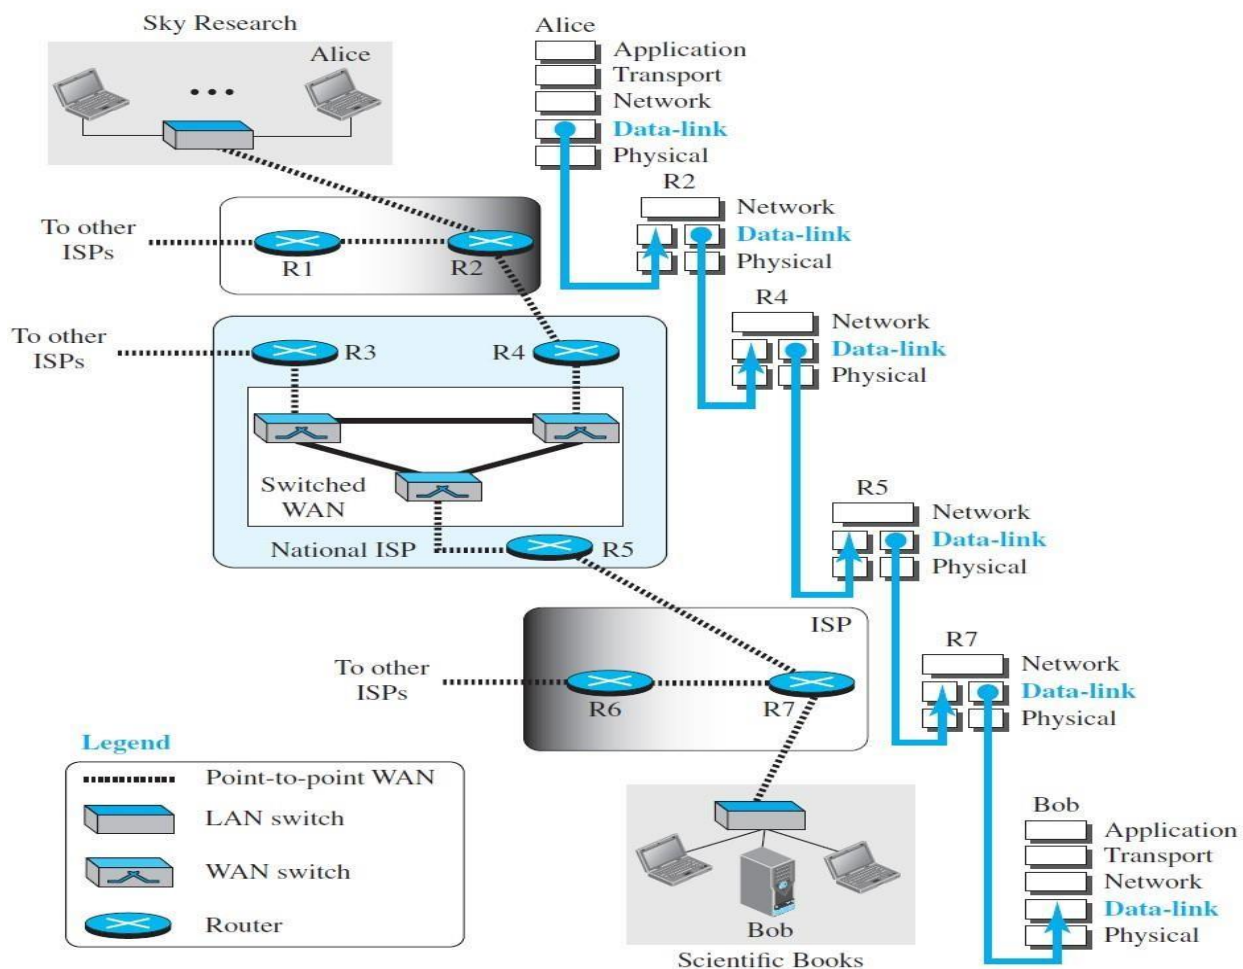 Sky Research
Alice
Alice
Application
Transport
Network
Data-link
Physical
R2
Network
Data-link
Physical
To other
ISPs
R1
R2
R4
Network
Data-link
Physical
To other
ISPs
R3
R4
Switched
WAN
National ISP
R5
R5
Network
Data-link
Physical
ISP
To other
ISPs
R6
R7
R7
Network
Data-link
Physical
Legend
Point-to-point WAN
LAN switch
WAN switch
Router
Bob
Scientific Books
Bob
Application
Transport
Network
Data-link
Physical